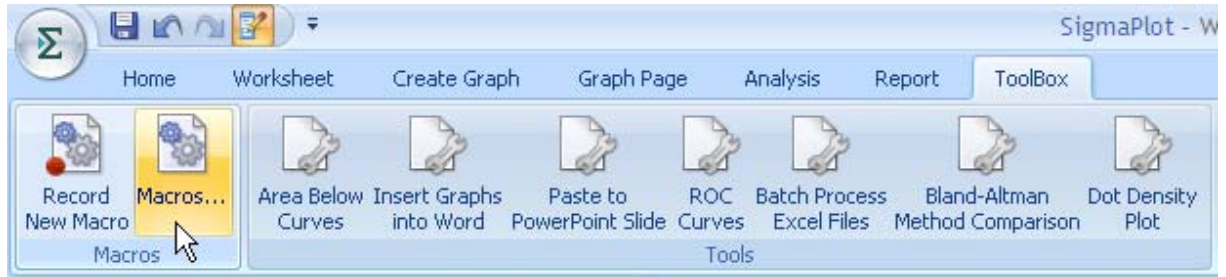 Σ
SigmaPlot - W
Home Worksheet Create Graph Graph Page Analysis Report ToolBox
Record
New Macro
Macros...
Area Below
Curves
Insert Graphs
into Word
Paste to
PowerPoint Slide
ROC
Curves
Batch Process
Excel Files
Bland-Altman
Method Comparison
Dot Density
Plot
Macros
Tools